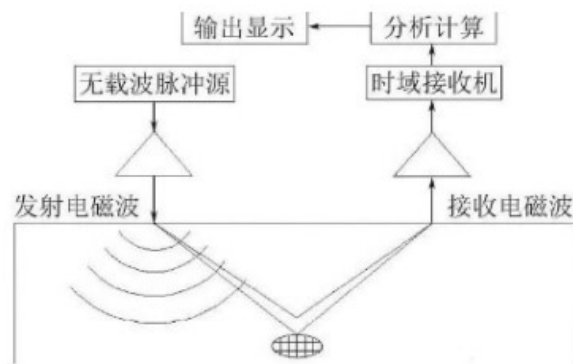 输出显示
分析计算
无载波脉冲源
时域接收机
发射电磁波
接收电磁波